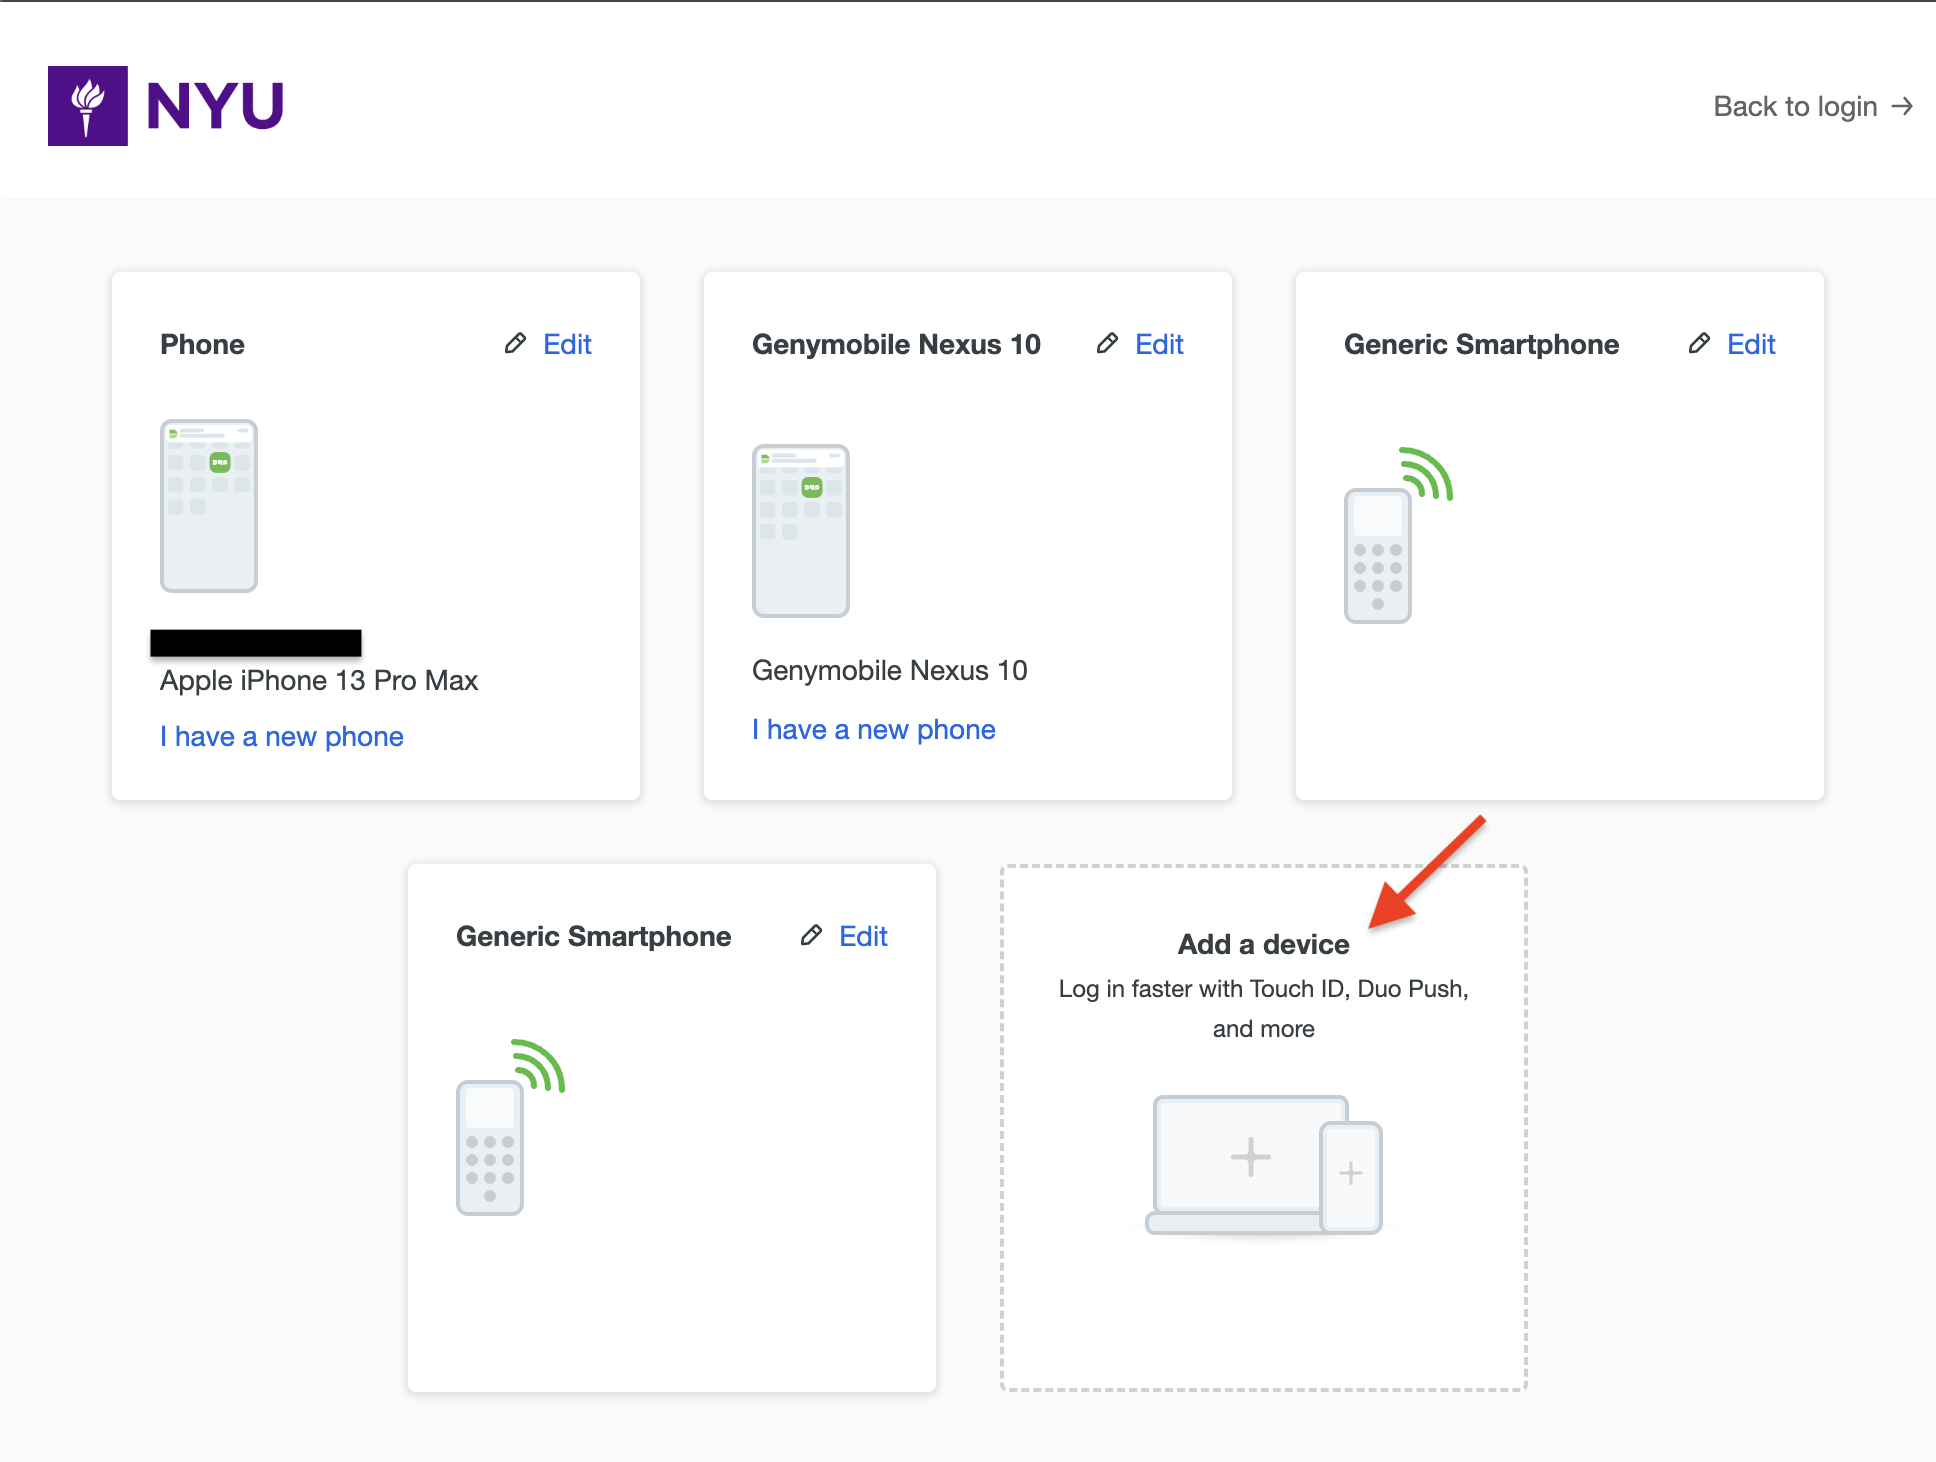 NYU
Back to login →
Phone
Edit
Apple iPhone 13 Pro Max
I have a new phone
Genymobile Nexus 10
Edit
Genymobile Nexus 10
I have a new phone
Generic Smartphone
Edit
Generic Smartphone
Edit
Add a device
Log in faster with Touch ID, Duo Push,
and more